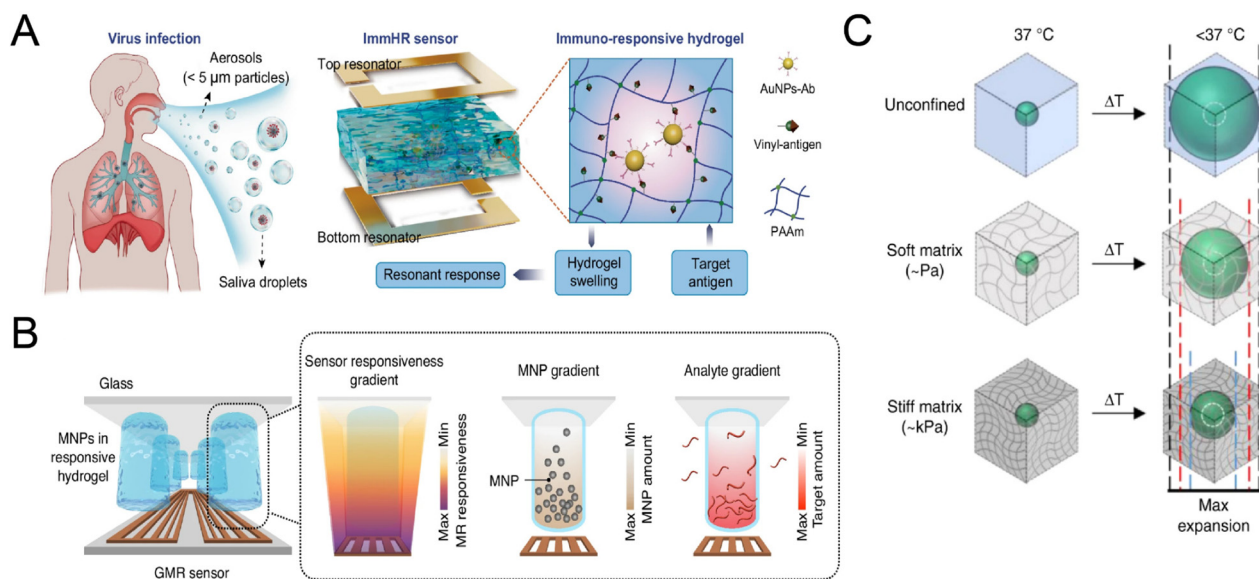 A
Virus infection
Aerosols
(< 5 μm particles)
Saliva droplets
ImmHR sensor
Top resonator
Bottom resonator
Immuno-responsive hydrogel
AuNPs-Ab
Vinyl-antigen
PAAm
Resonant response
Hydrogel
swelling
Target
antigen
B
Glass
MNPs in
responsive
hydrogel
GMR sensor
Sensor responsiveness
gradient
Max Min
MR responsiveness
MNP gradient
MNP
Max Min
MNP amount
Analyte gradient
Max Min
Target amount
C
37 °C
<37 °C
Unconfined
ΔT
Soft matrix
(~Pa)
ΔT
Stiff matrix
(~kPa)
ΔT
Max
expansion